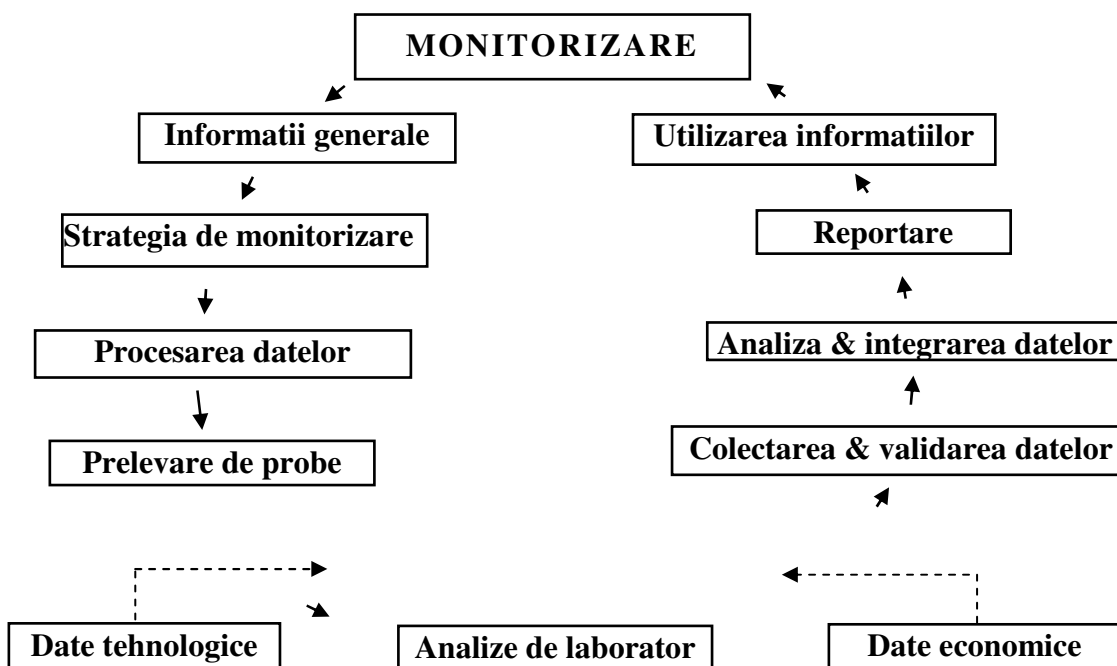 MONITORIZARE
Informatii generale
Utilizarea informatiilor
Strategia de monitorizare
Reportare
Procesarea datelor
Analiza & integrarea datelor
Prelevare de probe
Colectarea & validarea datelor
Date tehnologice
Analize de laborator
Date economice